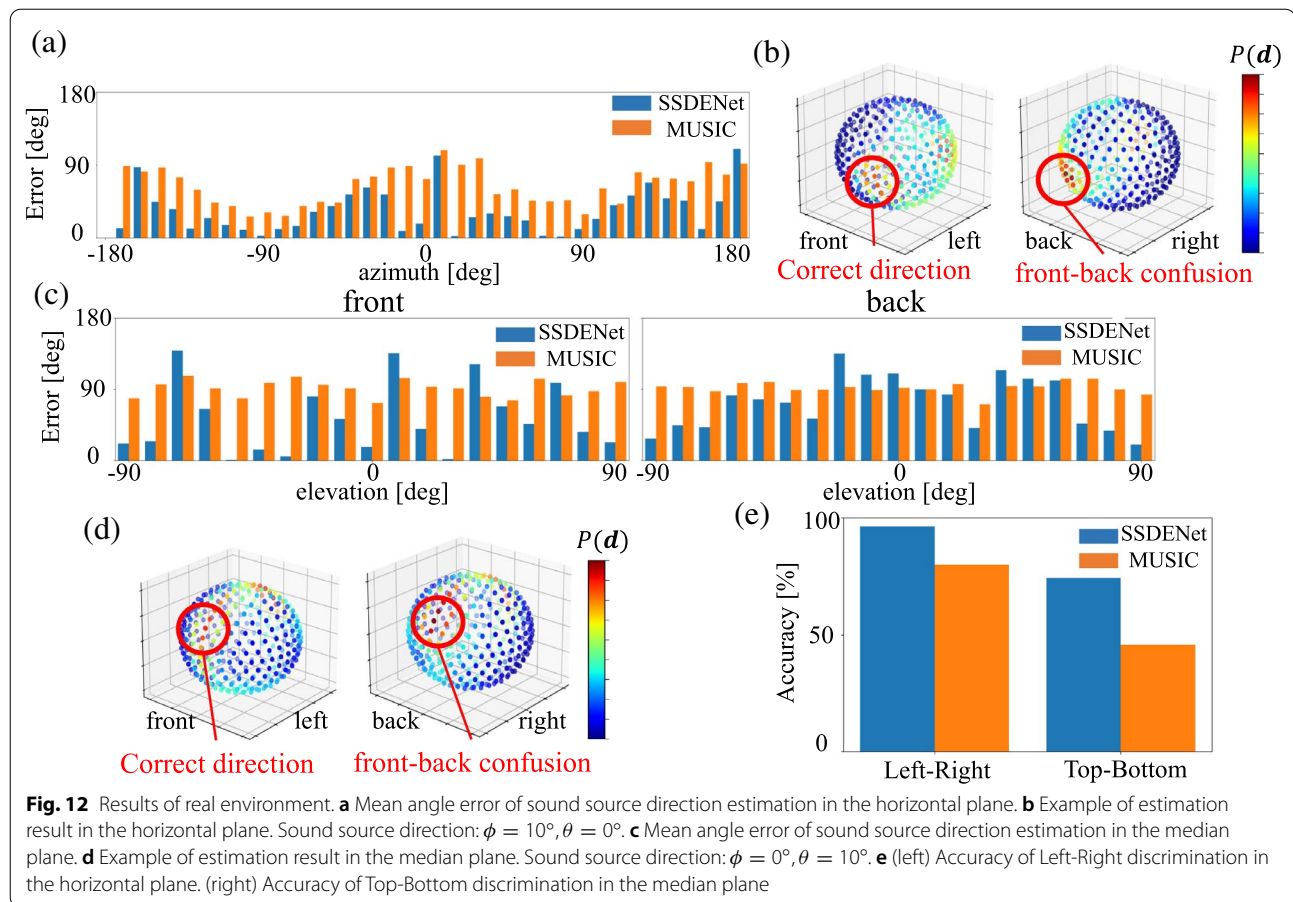 (a)
180
90
0
Error [deg]
SSDENet
MUSIC
-180
-90
0
90
180
azimuth [deg]
(b)
P(d)
front
left
back
right
Correct direction
front-back confusion
(c)
front
back
180
90
0
Error [deg]
SSDENet
MUSIC
SSDENet
MUSIC
-90
0
90
-90
0
90
elevation [deg]
elevation [deg]
(d)
P(d)
front
left
back
right
Correct direction
front-back confusion
(e)
100
50
0
Accuracy [%]
SSDENet
MUSIC
Left-Right
Top-Bottom
Fig. 12 Results of real environment. a Mean angle error of sound source direction estimation in the horizontal plane. b Example of estimation
result in the horizontal plane. Sound source direction: ϕ = 10°, θ = 0°. c Mean angle error of sound source direction estimation in the median
plane. d Example of estimation result in the median plane. Sound source direction: ϕ = 0°, θ = 10°. e (left) Accuracy of Left-Right discrimination in
the horizontal plane. (right) Accuracy of Top-Bottom discrimination in the median plane